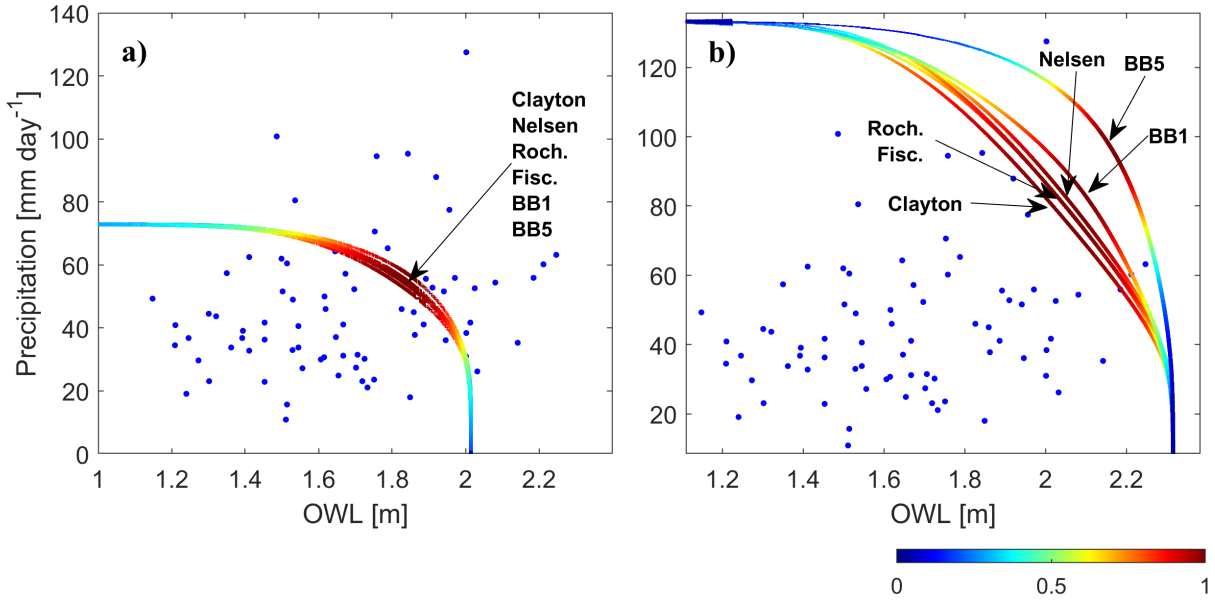 a)
Precipitation [mm day-1]
140
120
100
80
60
40
20
0
Clayton
Nelsen
Roch.
Fisc.
BB1
BB5
1
1.2
1.4
1.6
1.8
2
2.2
OWL [m]
b)
120
100
80
60
40
20
Nelsen
BB5
Roch.
Fisc.
BB1
Clayton
1.2
1.4
1.6
1.8
2
2.2
OWL [m]
0
0.5
1